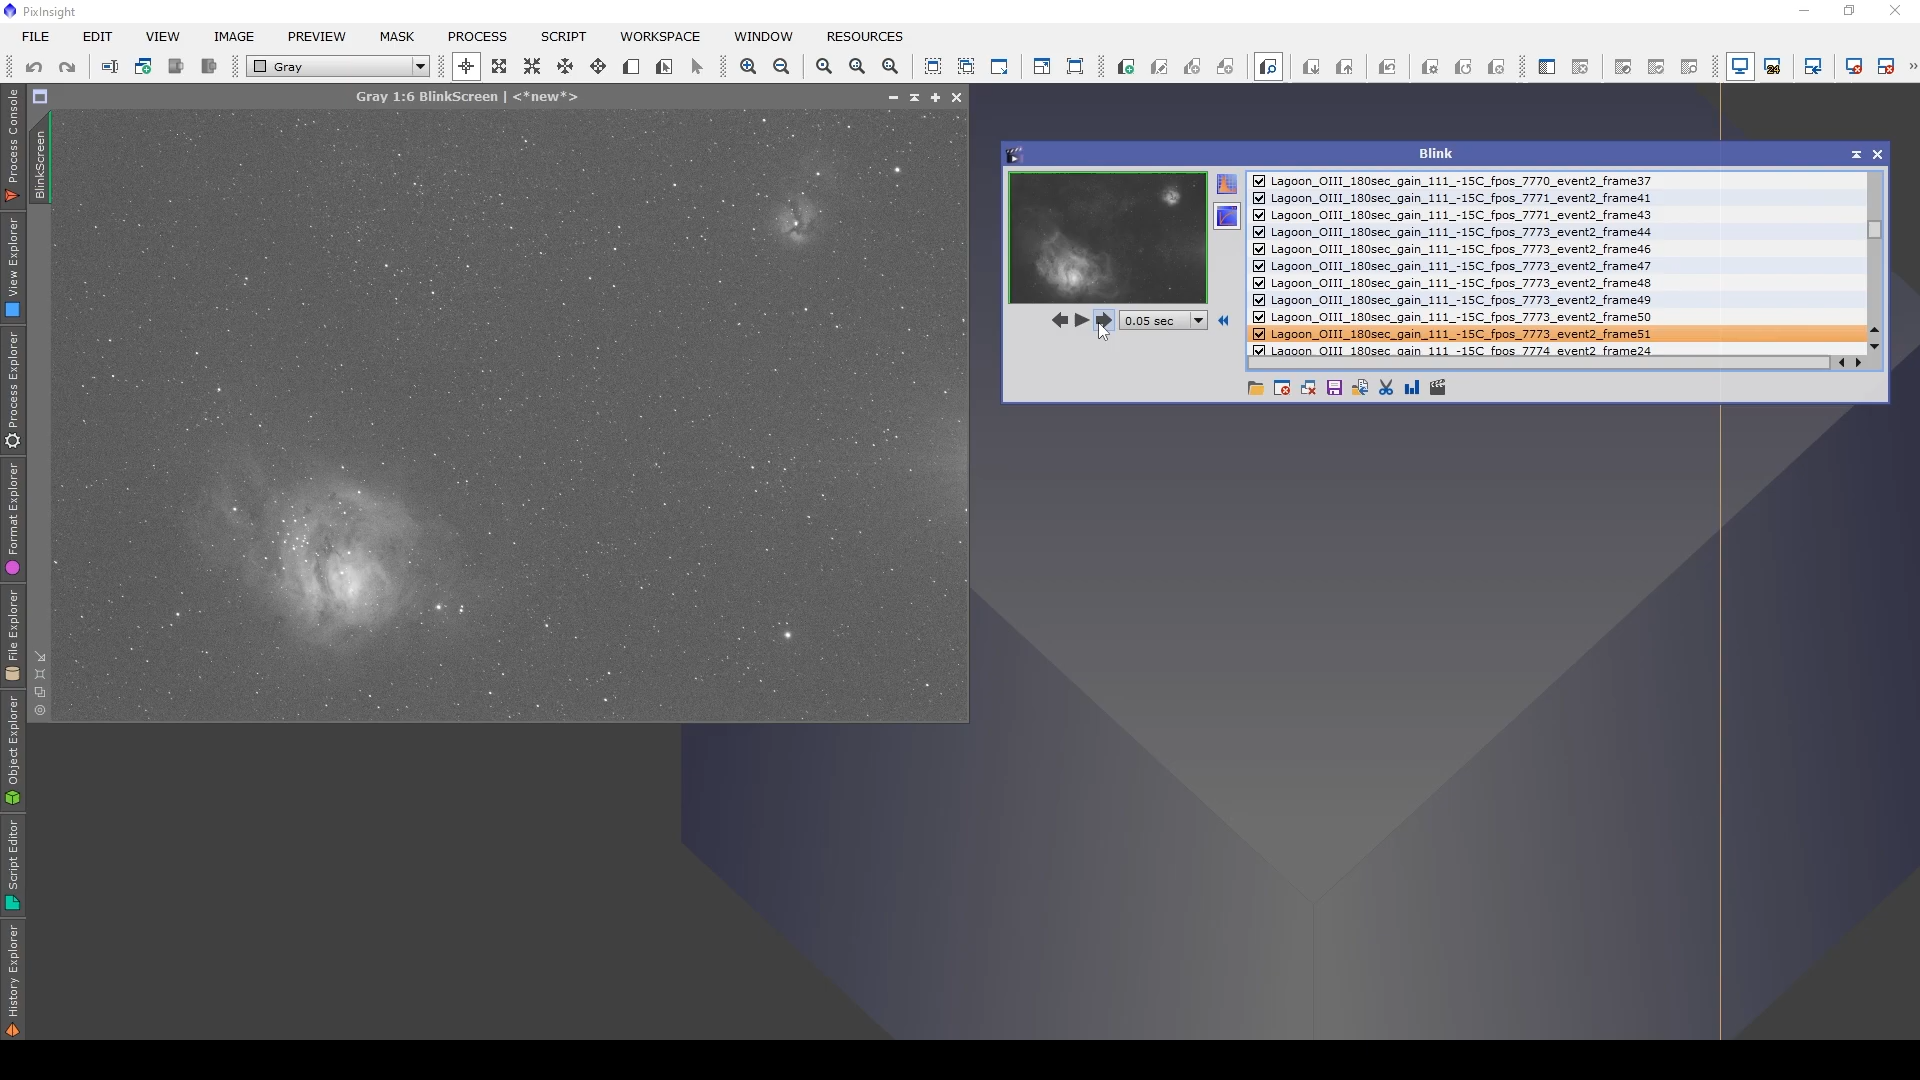 PixInsight
FILE EDIT VIEW IMAGE PREVIEW MASK PROCESS SCRIPT WORKSPACE WINDOW RESOURCES
Gray
24
Gray 1:6 BlinkScreen | <*new*>
BlinkScreen
Process Console
View Explorer
Process Explorer
Format Explorer
File Explorer
Object Explorer
Script Editor
History Explorer
Blink
0.05 sec
Lagoon_OIII_180sec_gain_111_-15C_fpos_7770_event2_frame37
Lagoon_OIII_180sec_gain_111_-15C_fpos_7771_event2_frame41
Lagoon_OIII_180sec_gain_111_-15C_fpos_7771_event2_frame43
Lagoon_OIII_180sec_gain_111_-15C_fpos_7773_event2_frame44
Lagoon_OIII_180sec_gain_111_-15C_fpos_7773_event2_frame46
Lagoon_OIII_180sec_gain_111_-15C_fpos_7773_event2_frame47
Lagoon_OIII_180sec_gain_111_-15C_fpos_7773_event2_frame48
Lagoon_OIII_180sec_gain_111_-15C_fpos_7773_event2_frame49
Lagoon_OIII_180sec_gain_111_-15C_fpos_7773_event2_frame50
Lagoon_OIII_180sec_gain_111_-15C_fpos_7773_event2_frame51
Lagoon_OIII_180sec_gain_111_-15C_fpos_7774_event2_frame24